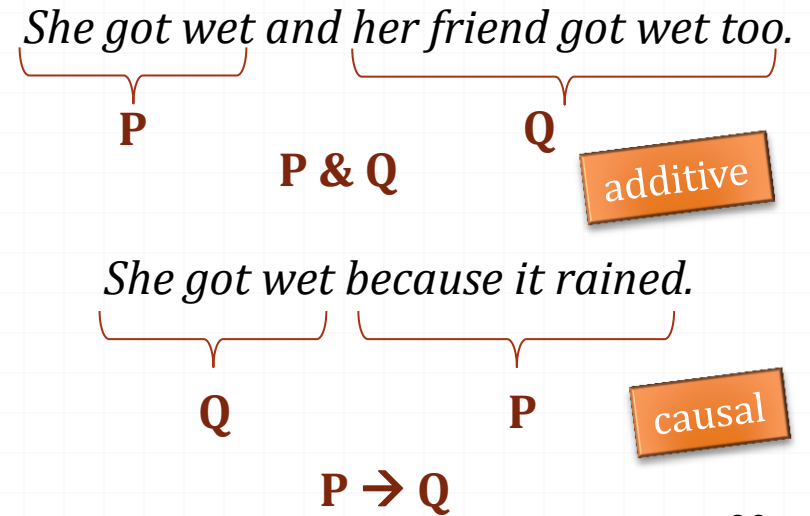 She got wet and her friend got wet too.
P
Q
P & Q
additive
She got wet because it rained.
Q
P
causal
P → Q